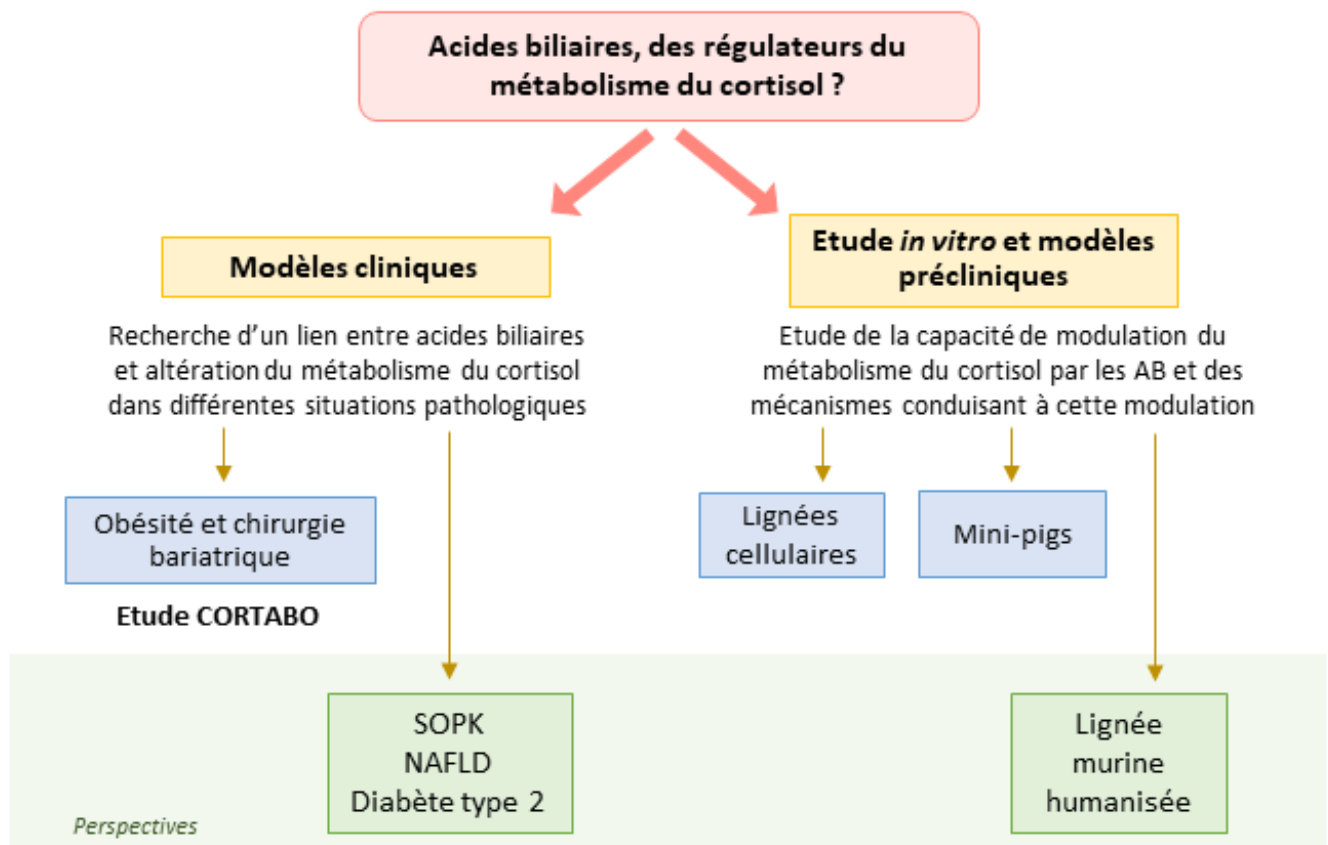 Acides biliaires, des régulateurs du
métabolisme du cortisol ?
Modèles cliniques
Recherche d'un lien entre acides biliaires
et altération du métabolisme du cortisol
dans différentes situations pathologiques
Obésité et chirurgie
bariatrique
Etude CORTABO
SOPK
NAFLD
Diabète type 2
Etude in vitro et modèles
précliniques
Etude de la capacité de modulation du
métabolisme du cortisol par les AB et des
mécanismes conduisant à cette modulation
Lignées
cellulaires
Mini-pigs
Lignée
murine
humanisée
Perspectives